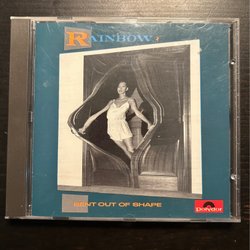 RAINBOW
BENT OUT OF SHAPE
Polydor